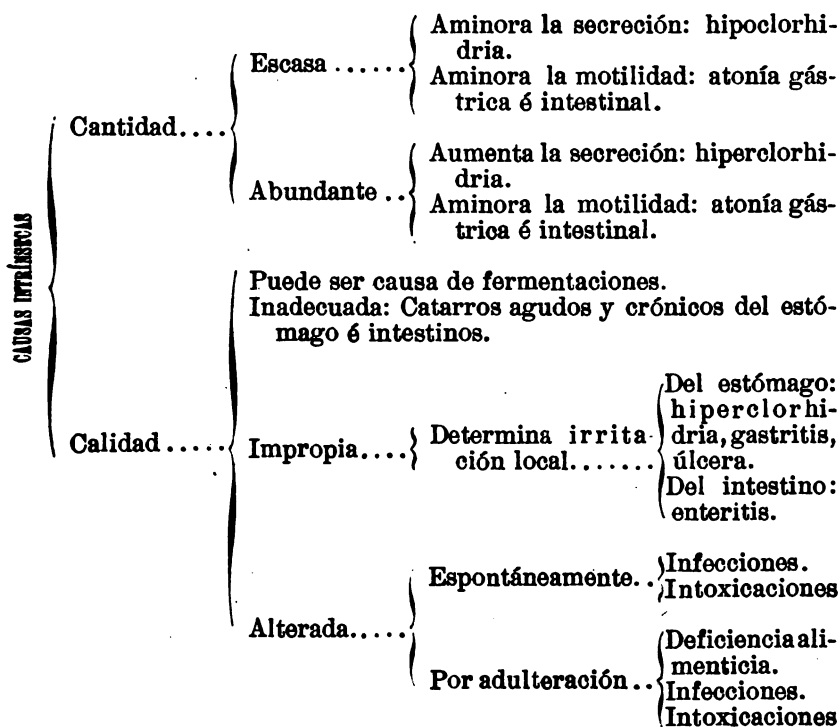 CAUSAS INTRÍNSECAS
Cantidad....
Escasa ......
Aminora la secreción: hipoclorhi-
dria.
Aminora la motilidad: atonía gás-
trica é intestinal.
Abundante ..
Aumenta la secreción: hiperclorhi-
dria.
Aminora la motilidad: atonía gás-
trica é intestinal.
Calidad .....
Puede ser causa de fermentaciones.
Inadecuada: Catarros agudos y crónicos del estó-
mago é intestinos.
Impropia....
Determina irrita-
ción local.......
Del estómago:
hiperclorhi-
dria, gastritis,
úlcera.
Del intestino:
enteritis.
Alterada.....
Espontáneamente ..
Infecciones.
Intoxicaciones
Por adulteración ..
Deficiencia ali-
menticia.
Infecciones.
Intoxicaciones